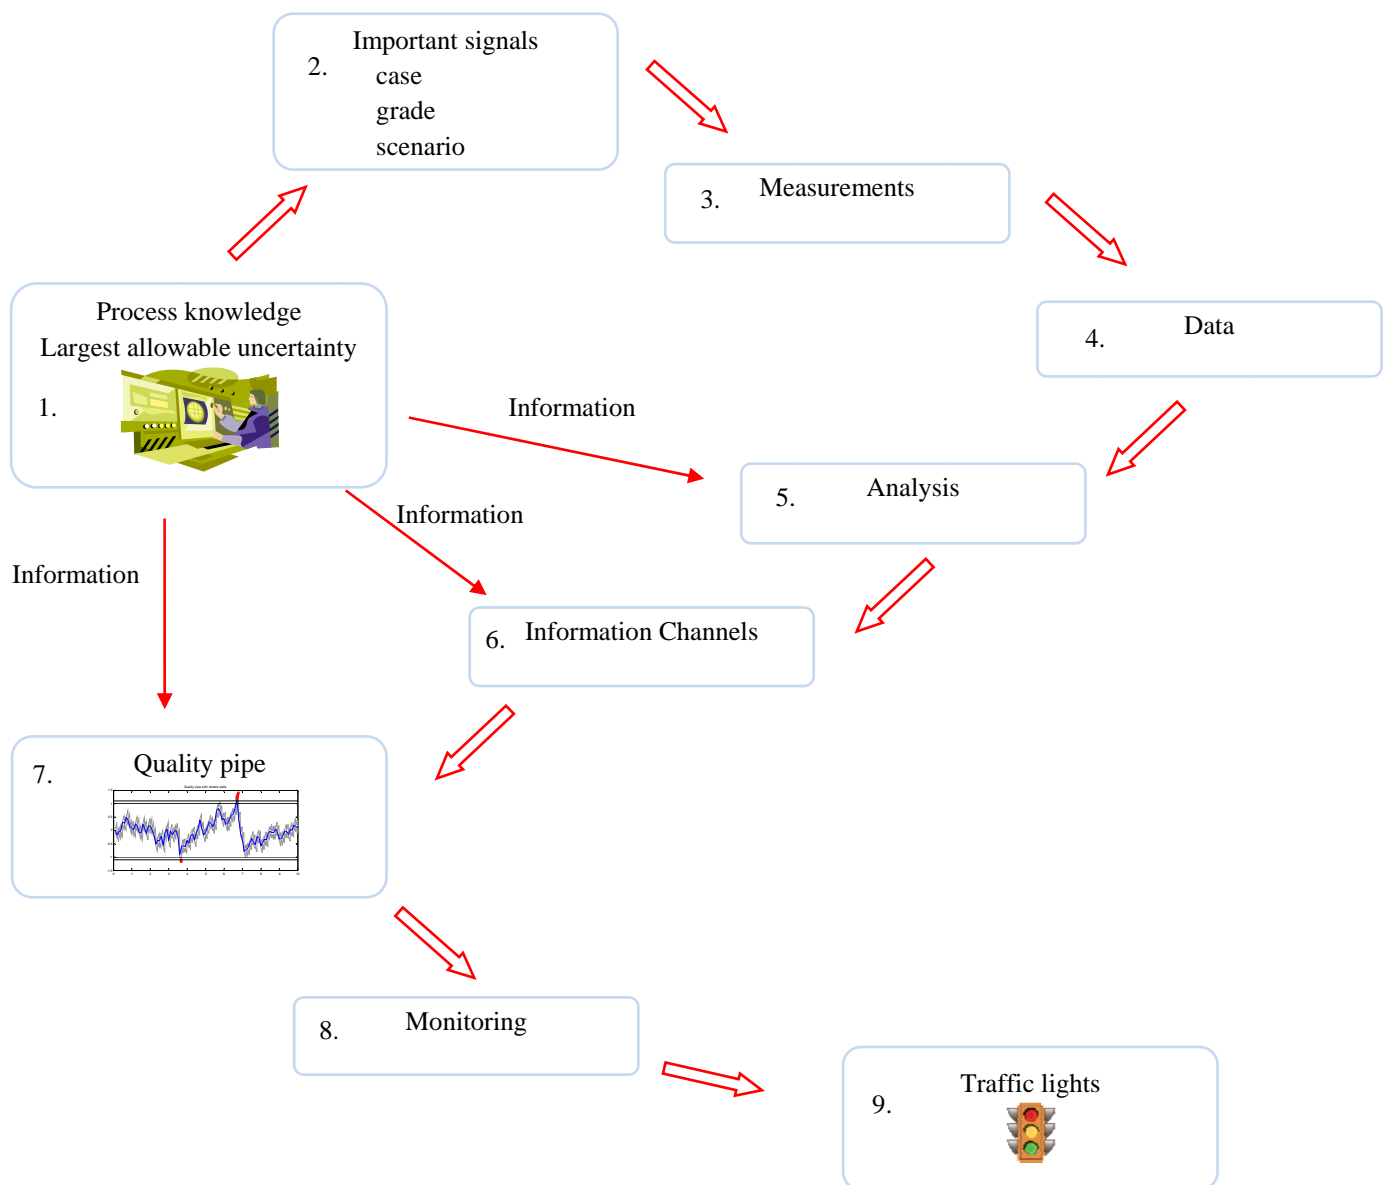 2.
Important signals
case
grade
scenario
3.
Measurements
Process knowledge
Largest allowable uncertainty
1.
4.
Data
Information
5.
Analysis
Information
Information
6.
Information Channels
7.
Quality pipe
8.
Monitoring
9.
Traffic lights